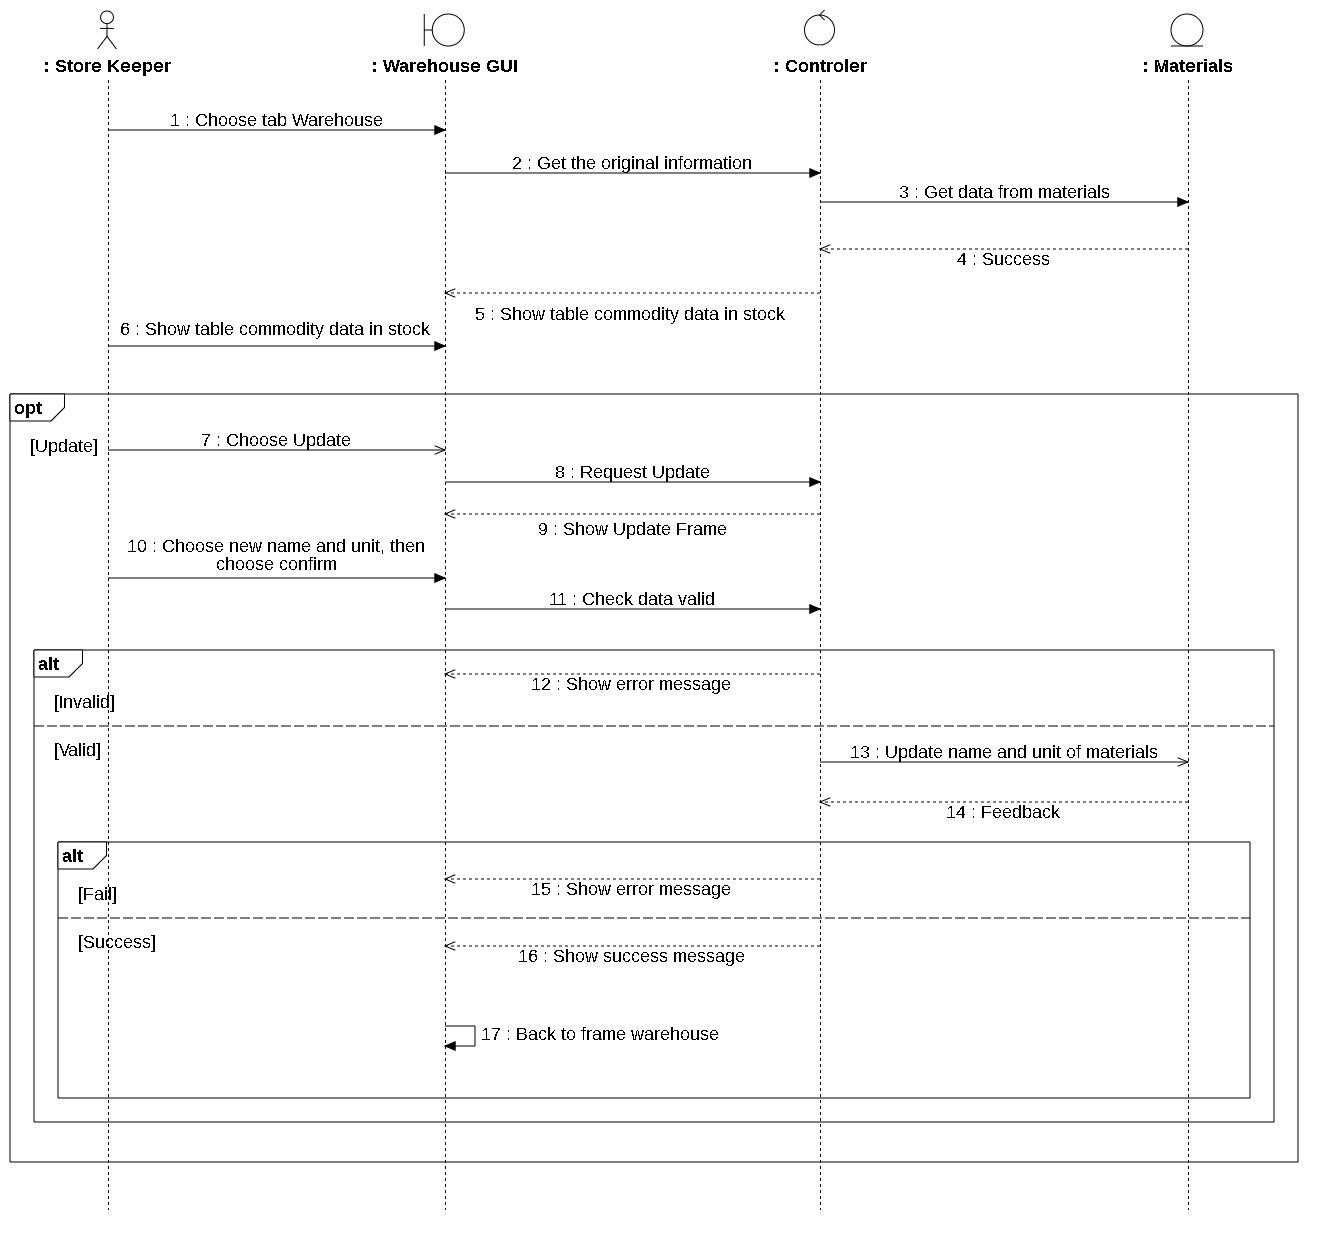 : Store Keeper
: Warehouse GUI
: Controler
: Materials
1 : Choose tab Warehouse
2 : Get the original information
3 : Get data from materials
4 : Success
5 : Show table commodity data in stock
6 : Show table commodity data in stock
opt
[Update]
7 : Choose Update
8 : Request Update
9 : Show Update Frame
10 : Choose new name and unit, then
choose confirm
11 : Check data valid
alt
12 : Show error message
[Invalid]
[Valid]
13 : Update name and unit of materials
14 : Feedback
alt
15 : Show error message
[Fail]
[Success]
16 : Show success message
17 : Back to frame warehouse